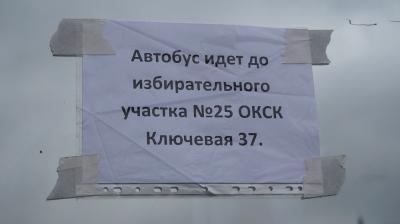 Автобус идет до
избирательного
участка №25 ОКСК
Ключевая 37.